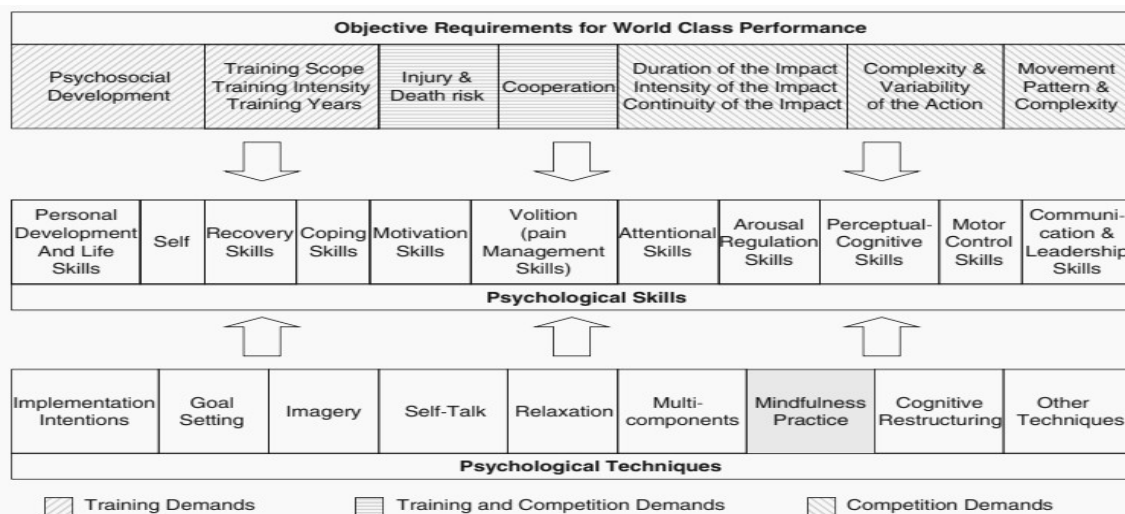 Objective Requirements for World Class Performance
Psychosocial
Development
Training Scope
Training Intensity
Training Years
Injury &
Death risk
Cooperation
Duration of the Impact
Intensity of the Impact
Continuity of the Impact
Complexity &
Variability
of the Action
Movement
Pattern &
Complexity
Personal
Development
And Life
Skills
Self
Recovery
Skills
Coping
Skills
Motivation
Skills
Volition
(pain
Management
Skills)
Attentional
Skills
Arousal
Regulation
Skills
Perceptual-
Cognitive
Skills
Motor
Control
Skills
Communi-
cation &
Leadership
Skills
Psychological Skills
Implementation
Intentions
Goal
Setting
Imagery
Self-Talk
Relaxation
Multi-
components
Mindfulness
Practice
Cognitive
Restructuring
Other
Techniques
Psychological Techniques
Training Demands
Training and Competition Demands
Competition Demands